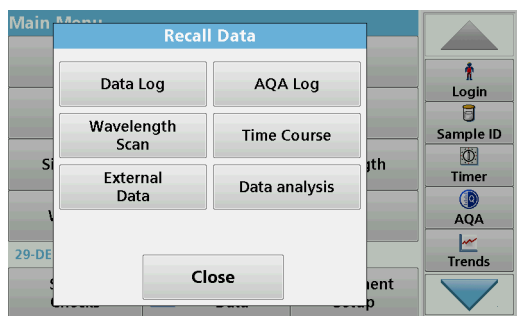 Main Menu
Recall Data
Data Log
AQA Log
Wavelength
Scan
Time Course
External
Data
Data analysis
Close
29-DE
Login
Sample ID
Timer
AQA
Trends